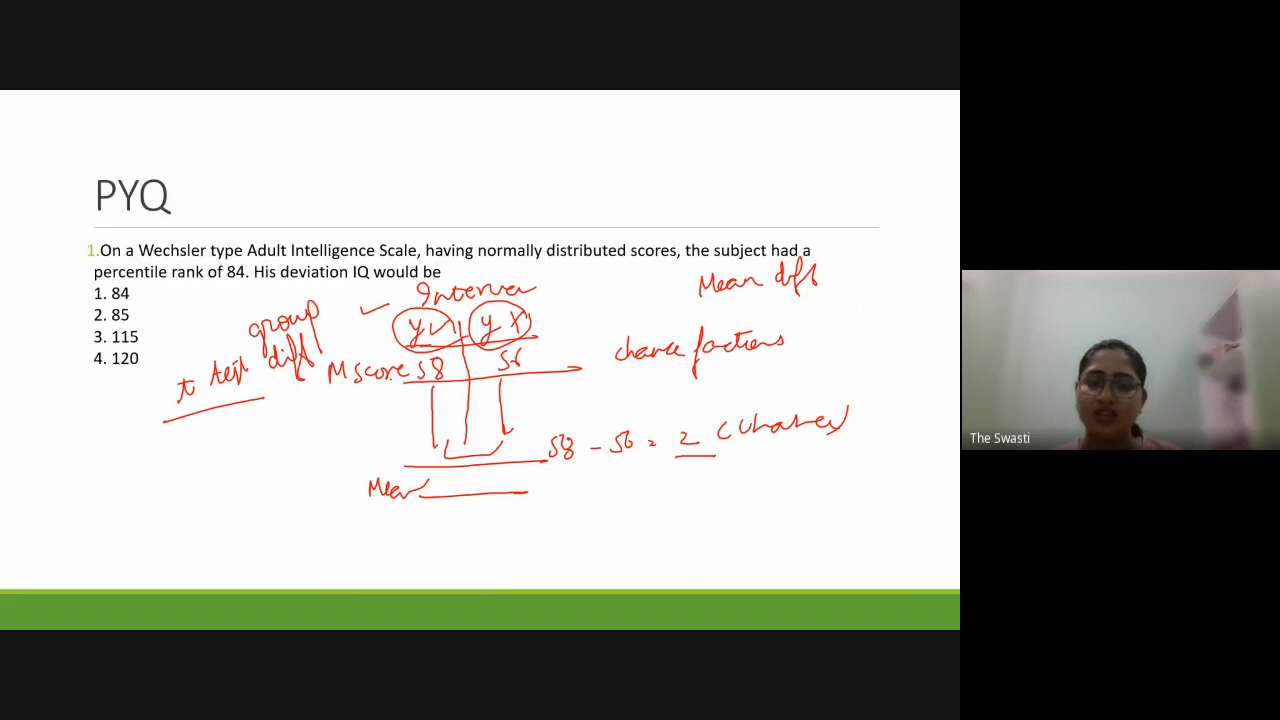 PYQ
1.On a Wechsler type Adult Intelligence Scale, having normally distributed scores, the subject had a
percentile rank of 84. His deviation IQ would be
1. 84
2. 85
3. 115
4. 120
Mean diff
group
diff
t test
M score 58 56
chance factors
58 - 56 = 2
Mean
The Swasti